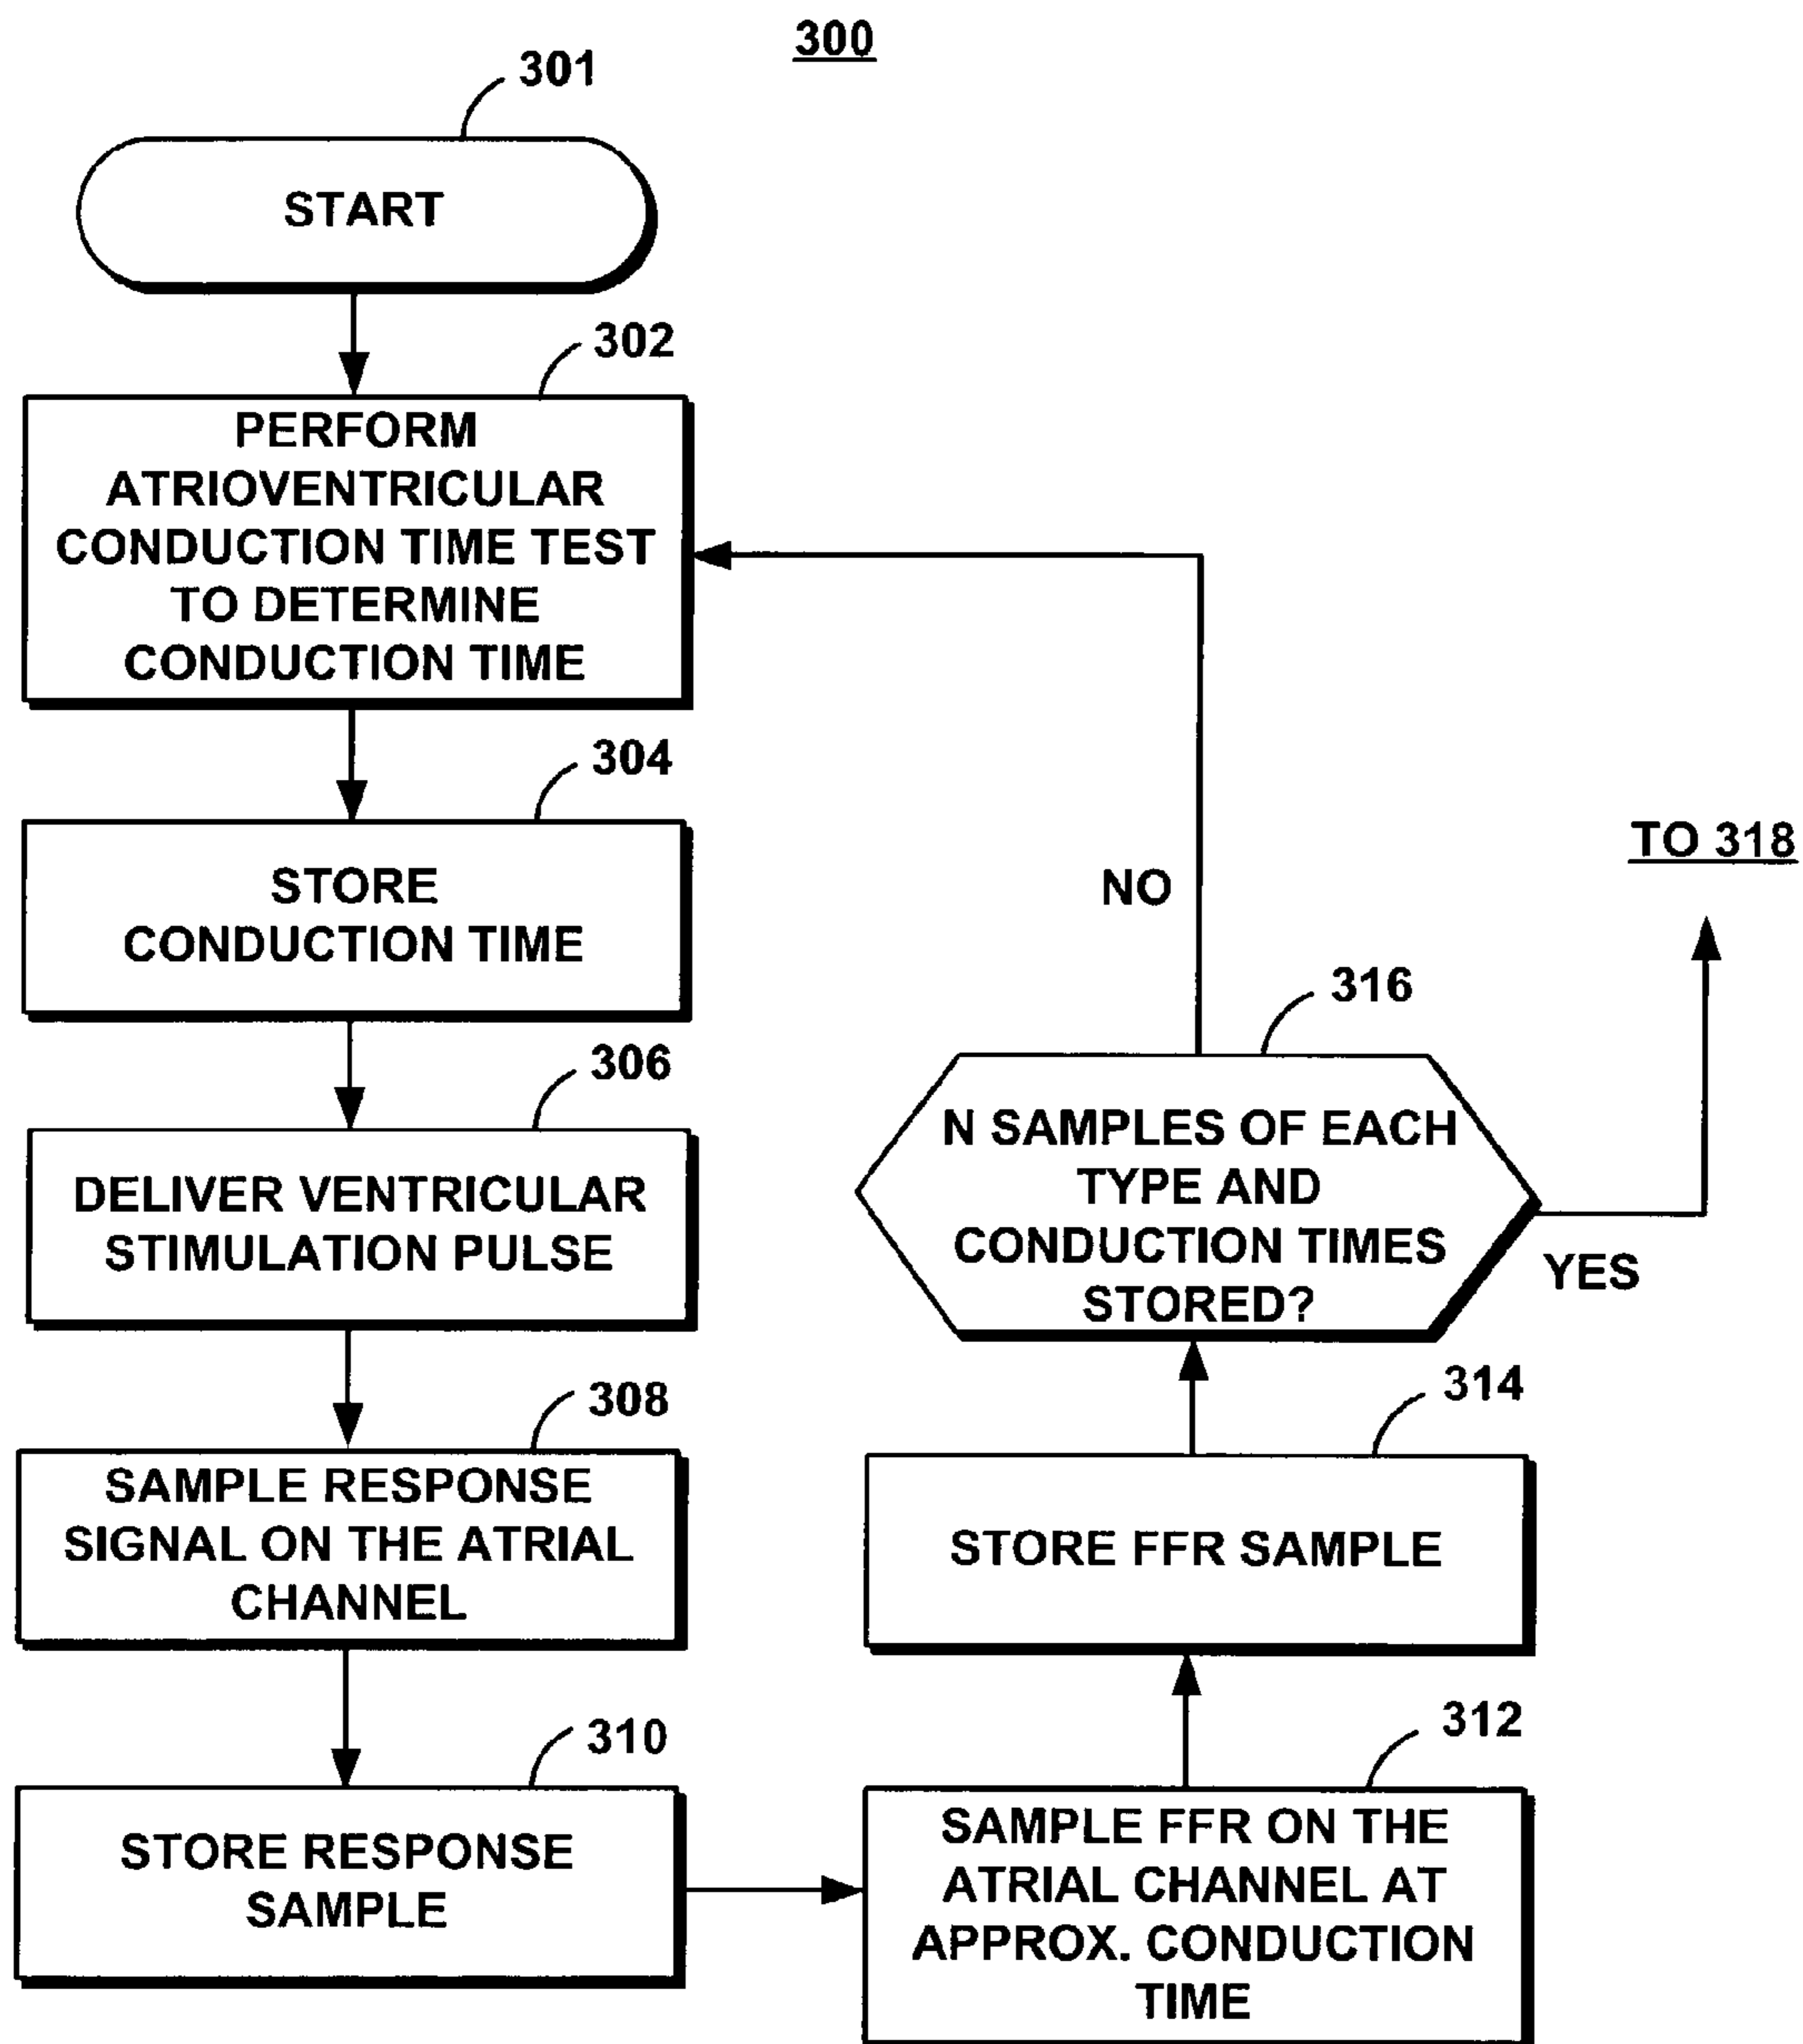 300
301
START
302
PERFORM
ATRIOVENTRICULAR
CONDUCTION TIME TEST
TO DETERMINE
CONDUCTION TIME
304
STORE
CONDUCTION TIME
306
DELIVER VENTRICULAR
STIMULATION PULSE
308
SAMPLE RESPONSE
SIGNAL ON THE ATRIAL
CHANNEL
310
STORE RESPONSE
SAMPLE
312
SAMPLE FFR ON THE
ATRIAL CHANNEL AT
APPROX. CONDUCTION
TIME
314
STORE FFR SAMPLE
316
N SAMPLES OF EACH
TYPE AND
CONDUCTION TIMES
STORED?
NO
YES
TO 318